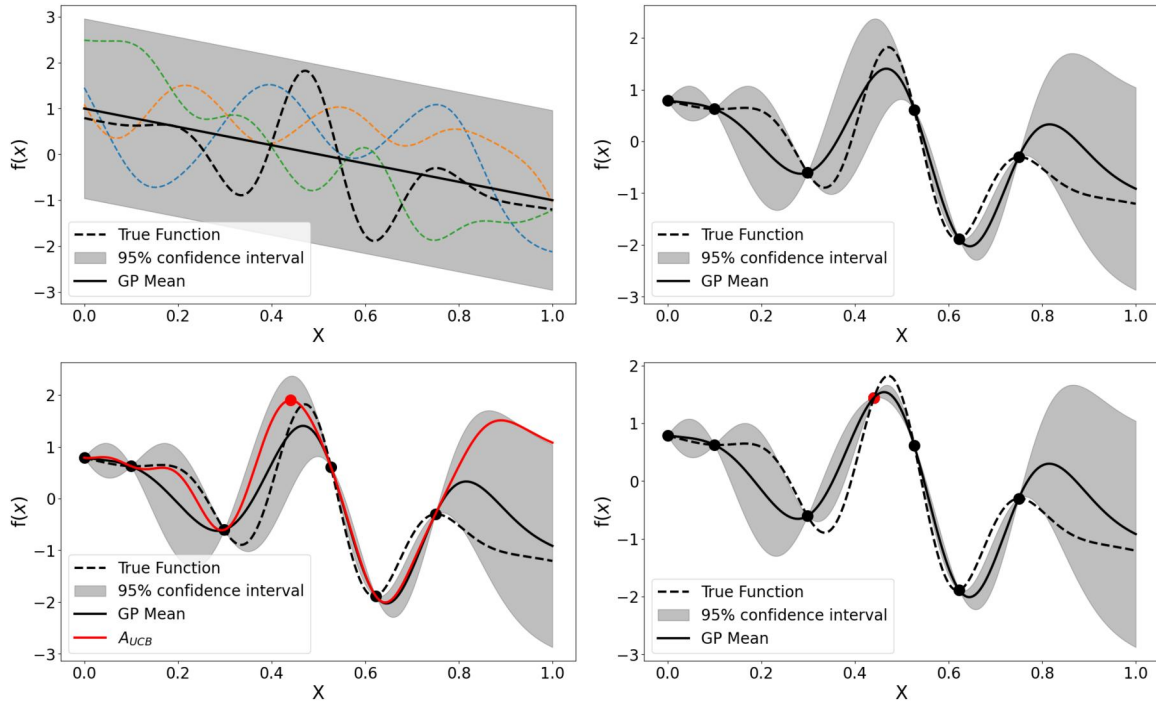 3
2
1
0
−1
−2
−3
f(x)
True Function
95% confidence interval
GP Mean
0.0 0.2 0.4 0.6 0.8 1.0
X
2
1
0
−1
−2
−3
f(x)
True Function
95% confidence interval
GP Mean
0.0 0.2 0.4 0.6 0.8 1.0
X
2
1
0
−1
−2
−3
f(x)
True Function
95% confidence interval
GP Mean
A_UCB
0.0 0.2 0.4 0.6 0.8 1.0
X
2
1
0
−1
−2
−3
f(x)
True Function
95% confidence interval
GP Mean
0.0 0.2 0.4 0.6 0.8 1.0
X